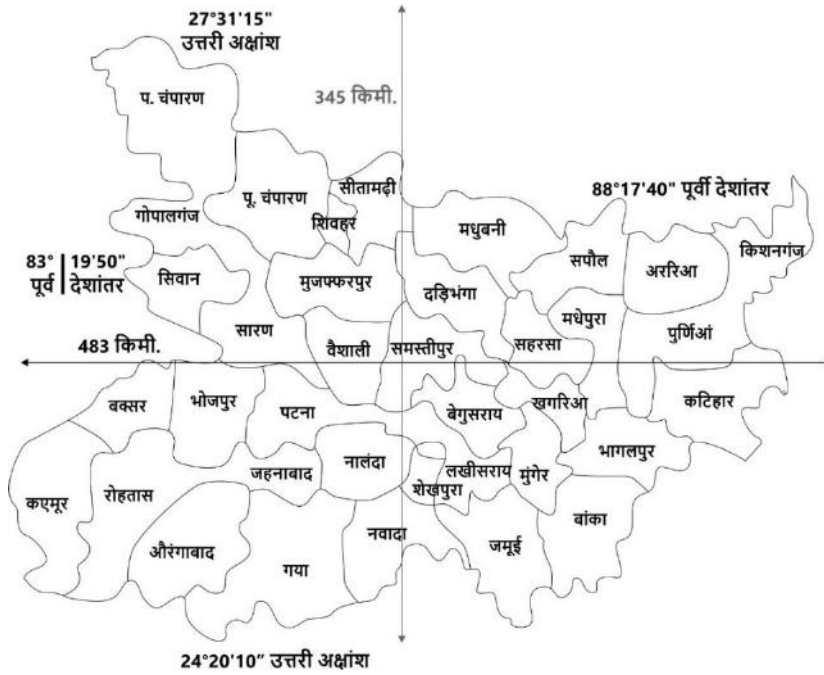 27°31'15"
उत्तरी अक्षांश
प. चंपारण
345 किमी.
सीतामढ़ी
88°17'40" पूर्वी देशांतर
पू. चंपारण
गोपालगंज
शिवहर
मधुबनी
सपौल
किशनगंज
अररिआ
83° 19'50"
पूर्व देशांतर
सिवान
मुजफ्फरपुर
दड़िभंगा
मधेपुरा
सारण
वैशाली
समस्तीपुर
सहरसा
पुर्णिआं
483 किमी.
बक्सर
भोजपुर
पटना
बेगुसराय
खगरिआ
कटिहार
भागलपुर
कएमूर
रोहतास
जहनाबाद
नालंदा
शेखपुरा
लखीसराय
मुंगेर
बांका
औरंगाबाद
गया
नवादा
जमूई
24°20'10" उत्तरी अक्षांश